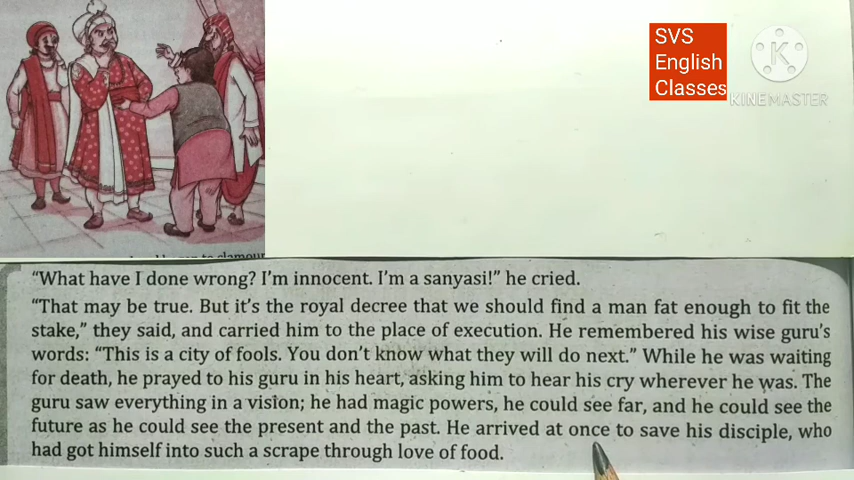 SVS
English
Classes
KINEMASTER
to clamour
"What have I done wrong? I'm innocent. I'm a sanyasi!" he cried.
"That may be true. But it's the royal decree that we should find a man fat enough to fit the
stake," they said, and carried him to the place of execution. He remembered his wise guru's
words: "This is a city of fools. You don't know what they will do next." While he was waiting
for death, he prayed to his guru in his heart, asking him to hear his cry wherever he was. The
guru saw everything in a vision; he had magic powers, he could see far, and he could see the
future as he could see the present and the past. He arrived at once to save his disciple, who
had got himself into such a scrape through love of food.